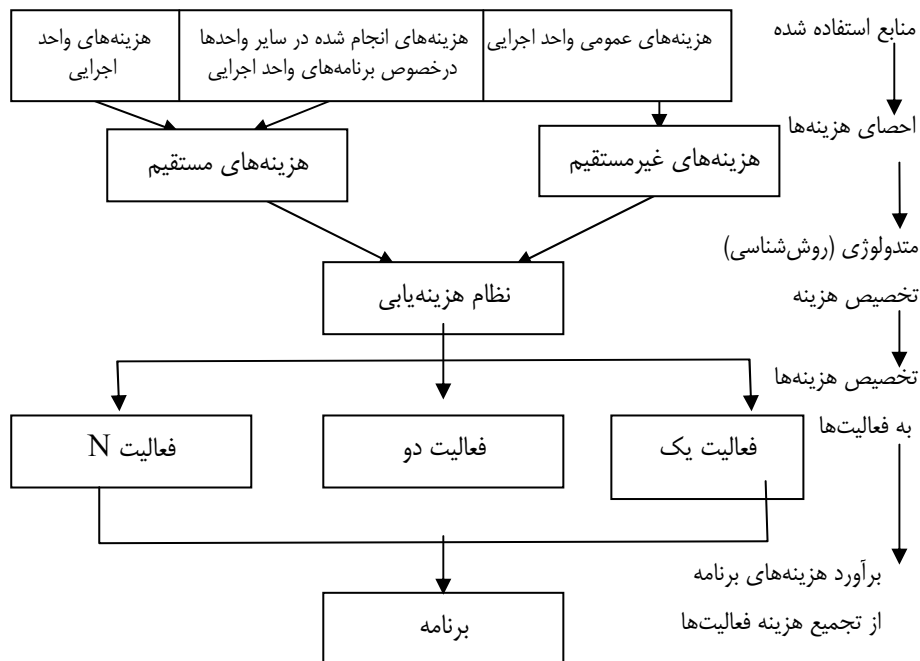 منابع استفاده شده
هزینه‌های عمومی واحد اجرایی
هزینه‌های انجام شده در سایر واحدها
درخصوص برنامه‌های واحد اجرایی
هزینه‌های واحد
اجرایی
احصای هزینه‌ها
هزینه‌های غیرمستقیم
هزینه‌های مستقیم
متدولوژی (روش‌شناسی)
تخصیص هزینه
نظام هزینه‌یابی
تخصیص هزینه‌ها
به فعالیت‌ها
فعالیت یک
فعالیت دو
فعالیت N
برآورد هزینه‌های برنامه
از تجمیع هزینه فعالیت‌ها
برنامه